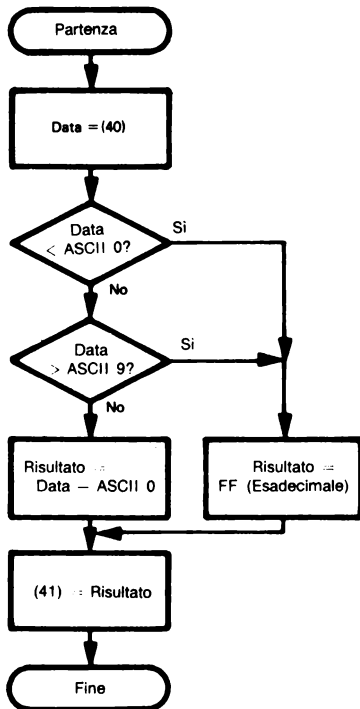 Partenza
Data = (40)
Data
< ASCII 0?
Si
No
Data
> ASCII 9?
Si
No
Risultato =
Data − ASCII 0
Risultato =
FF (Esadecimale)
(41) = Risultato
Fine